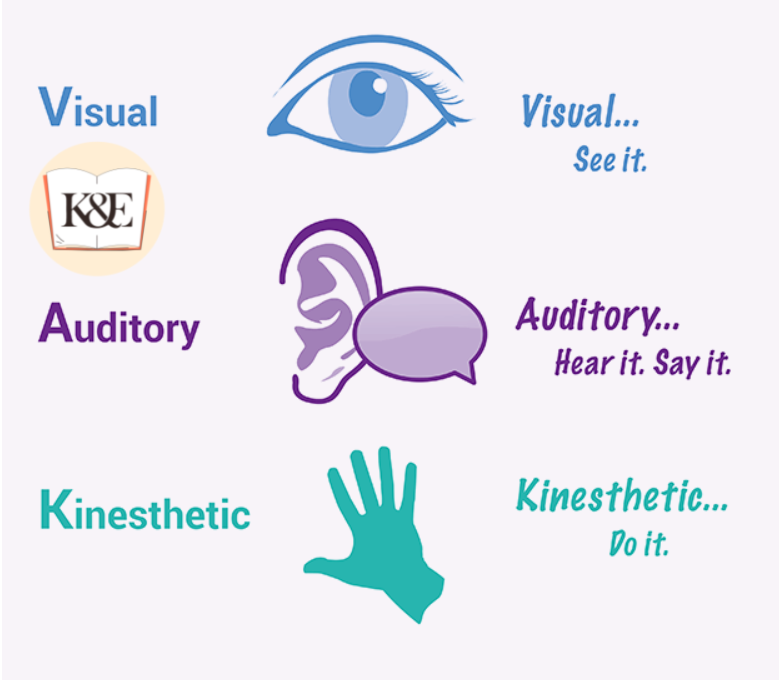 Visual
Visual...
See it.
K&E
Auditory
Auditory...
Hear it. Say it.
Kinesthetic
Kinesthetic...
Do it.